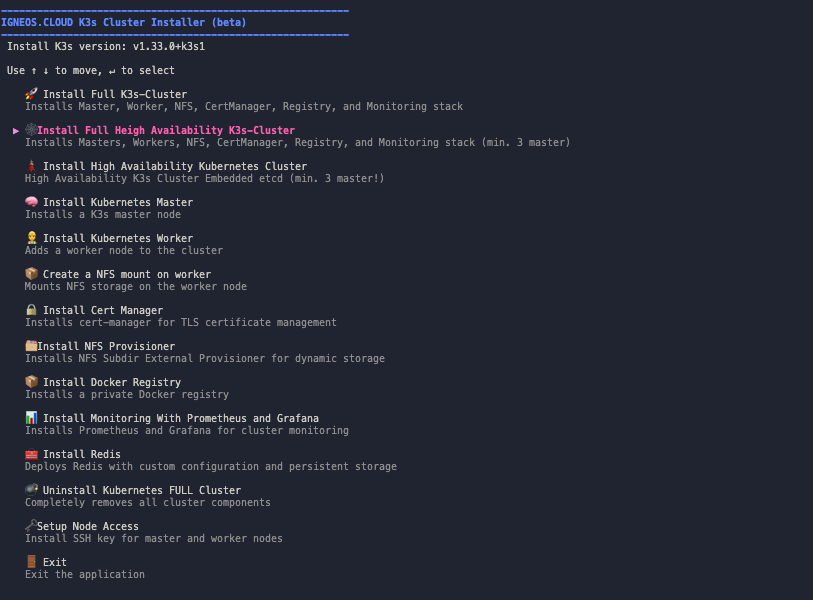 IGNEOS.CLOUD K3s Cluster Installer (beta)
Install K3s version: v1.33.0+k3s1
Use ↑ ↓ to move, ↵ to select
🚀 Install Full K3s-Cluster
Installs Master, Worker, NFS, CertManager, Registry, and Monitoring stack
▶ 🕸Install Full Heigh Availability K3s-Cluster
Installs Masters, Workers, NFS, CertManager, Registry, and Monitoring stack (min. 3 master)
Install High Availability Kubernetes Cluster
High Availability K3s Cluster Embedded etcd (min. 3 master!)
🧠 Install Kubernetes Master
Installs a K3s master node
👷 Install Kubernetes Worker
Adds a worker node to the cluster
📦 Create a NFS mount on worker
Mounts NFS storage on the worker node
🔒 Install Cert Manager
Installs cert-manager for TLS certificate management
🗂Install NFS Provisioner
Installs NFS Subdir External Provisioner for dynamic storage
📦 Install Docker Registry
Installs a private Docker registry
📊 Install Monitoring With Prometheus and Grafana
Installs Prometheus and Grafana for cluster monitoring
🧰 Install Redis
Deploys Redis with custom configuration and persistent storage
Uninstall Kubernetes FULL Cluster
Completely removes all cluster components
🗝Setup Node Access
Install SSH key for master and worker nodes
🚪 Exit
Exit the application